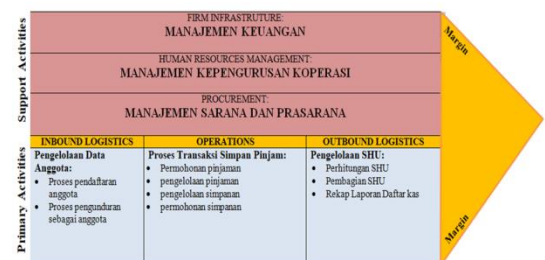 Support Activities
FIRM INFRASTRUTURE:
MANAJEMEN KEUANGAN
HUMAN RESOURCES MANAGEMENT:
MANAJEMEN KEPENGURUSAN KOPERASI
PROCUREMENT:
MANAJEMEN SARANA DAN PRASARANA
Margin
Primary Activities
INBOUND LOGISTICS
Pengelolaan Data
Anggota:
• Proses pendaftaran
anggota
• Proses pengunduran
sebagai anggota
OPERATIONS
Proses Transaksi Simpan Pinjam:
• Permohonan pinjaman
• pengelolaan pinjaman
• pengelolaan simpanan
• permohonan simpanan
OUTBOUND LOGISTICS
Pengelolaan SHU:
• Perhitungan SHU
• Pembagian SHU
• Rekap Laporan Daftar kas
Margin